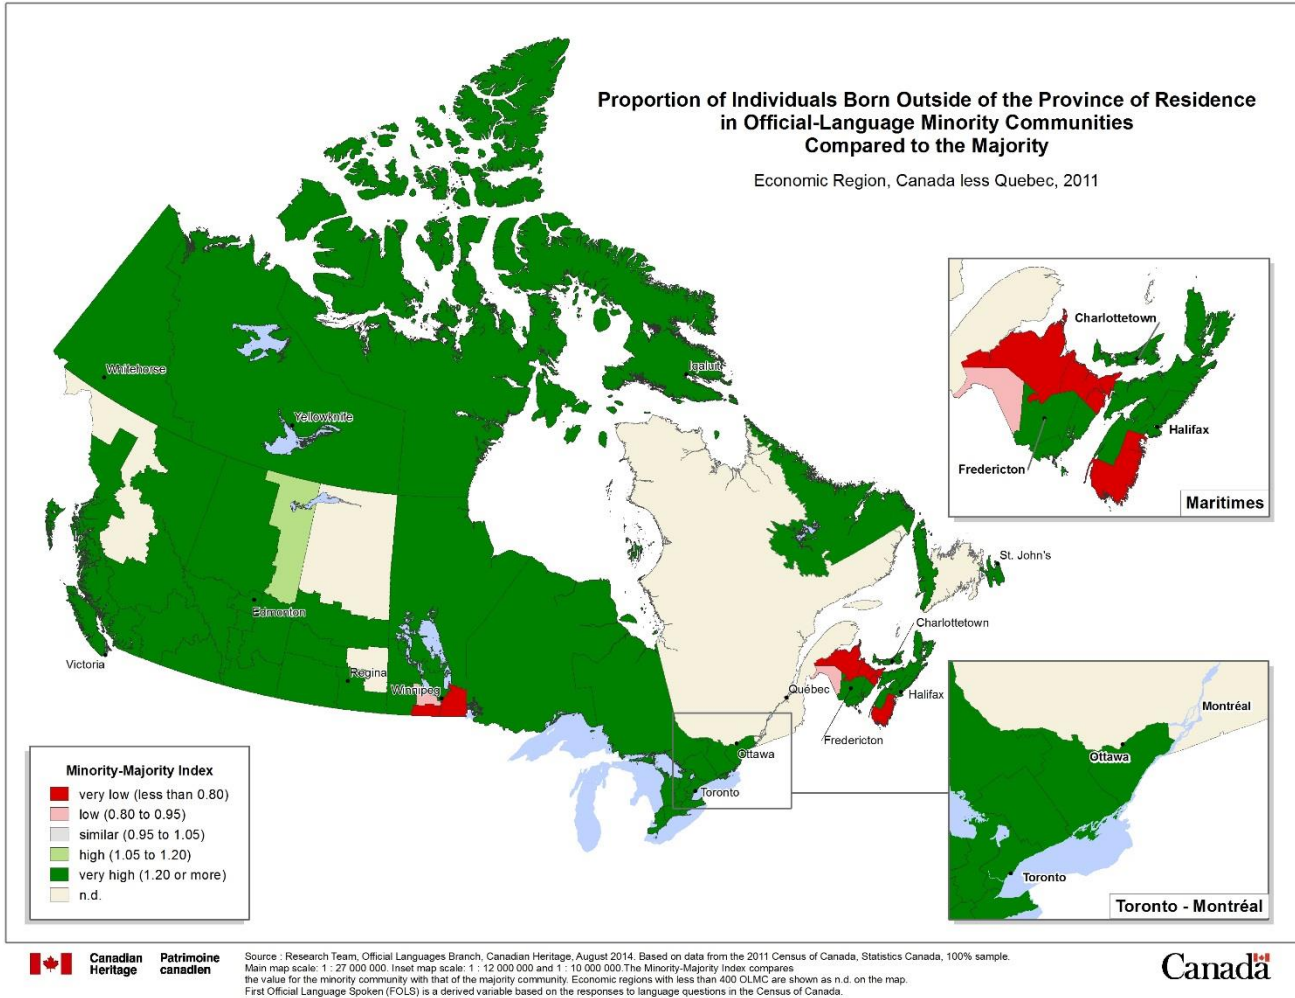 Proportion of Individuals Born Outside of the Province of Residence
in Official-Language Minority Communities
Compared to the Majority
Economic Region, Canada less Quebec, 2011
Whitehorse
Yellowknife
Iqaluit
Edmonton
Victoria
Regina
Winnipeg
St. John's
Charlottetown
Québec
Halifax
Fredericton
Ottawa
Toronto
Charlottetown
Halifax
Fredericton
Maritimes
Montréal
Ottawa
Toronto
Toronto - Montréal
Minority-Majority Index
very low (less than 0.80)
low (0.80 to 0.95)
similar (0.95 to 1.05)
high (1.05 to 1.20)
very high (1.20 or more)
n.d.
Canadian Heritage
Patrimoine canadien
Source : Research Team, Official Languages Branch, Canadian Heritage, August 2014. Based on data from the 2011 Census of Canada, Statistics Canada, 100% sample.
Main map scale: 1 : 27 000 000. Inset map scale: 1 : 12 000 000 and 1 : 10 000 000.The Minority-Majority Index compares
the value for the minority community with that of the majority community. Economic regions with less than 400 OLMC are shown as n.d. on the map.
First Official Language Spoken (FOLS) is a derived variable based on the responses to language questions in the Census of Canada.
Canada